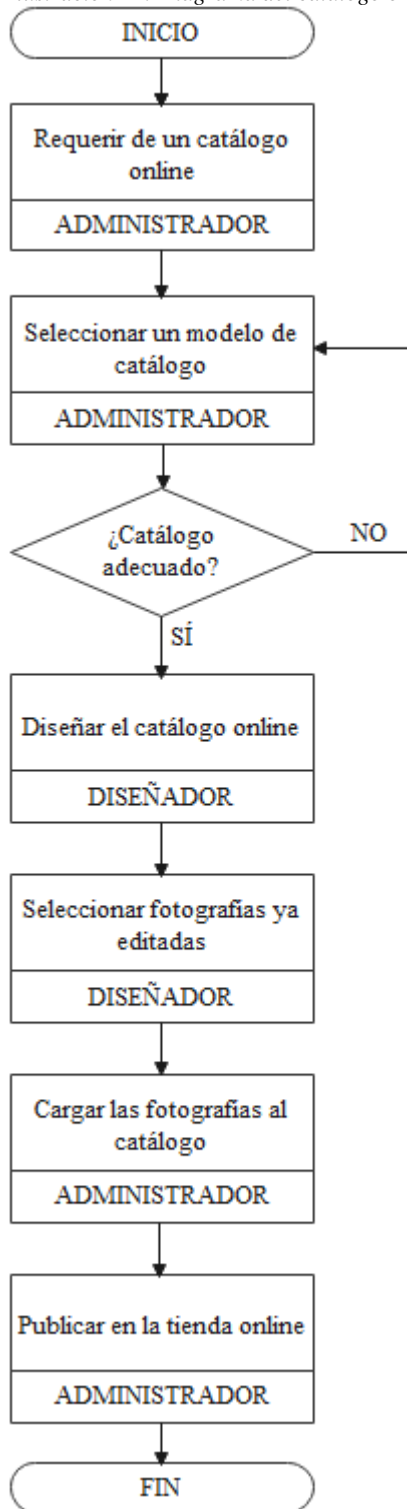 INICIO
Requerir de un catálogo
online
ADMINISTRADOR
Seleccionar un modelo de
catálogo
ADMINISTRADOR
¿Catálogo
adecuado?
NO
SÍ
Diseñar el catálogo online
DISEÑADOR
Seleccionar fotografías ya
editadas
DISEÑADOR
Cargar las fotografías al
catálogo
ADMINISTRADOR
Publicar en la tienda online
ADMINISTRADOR
FIN